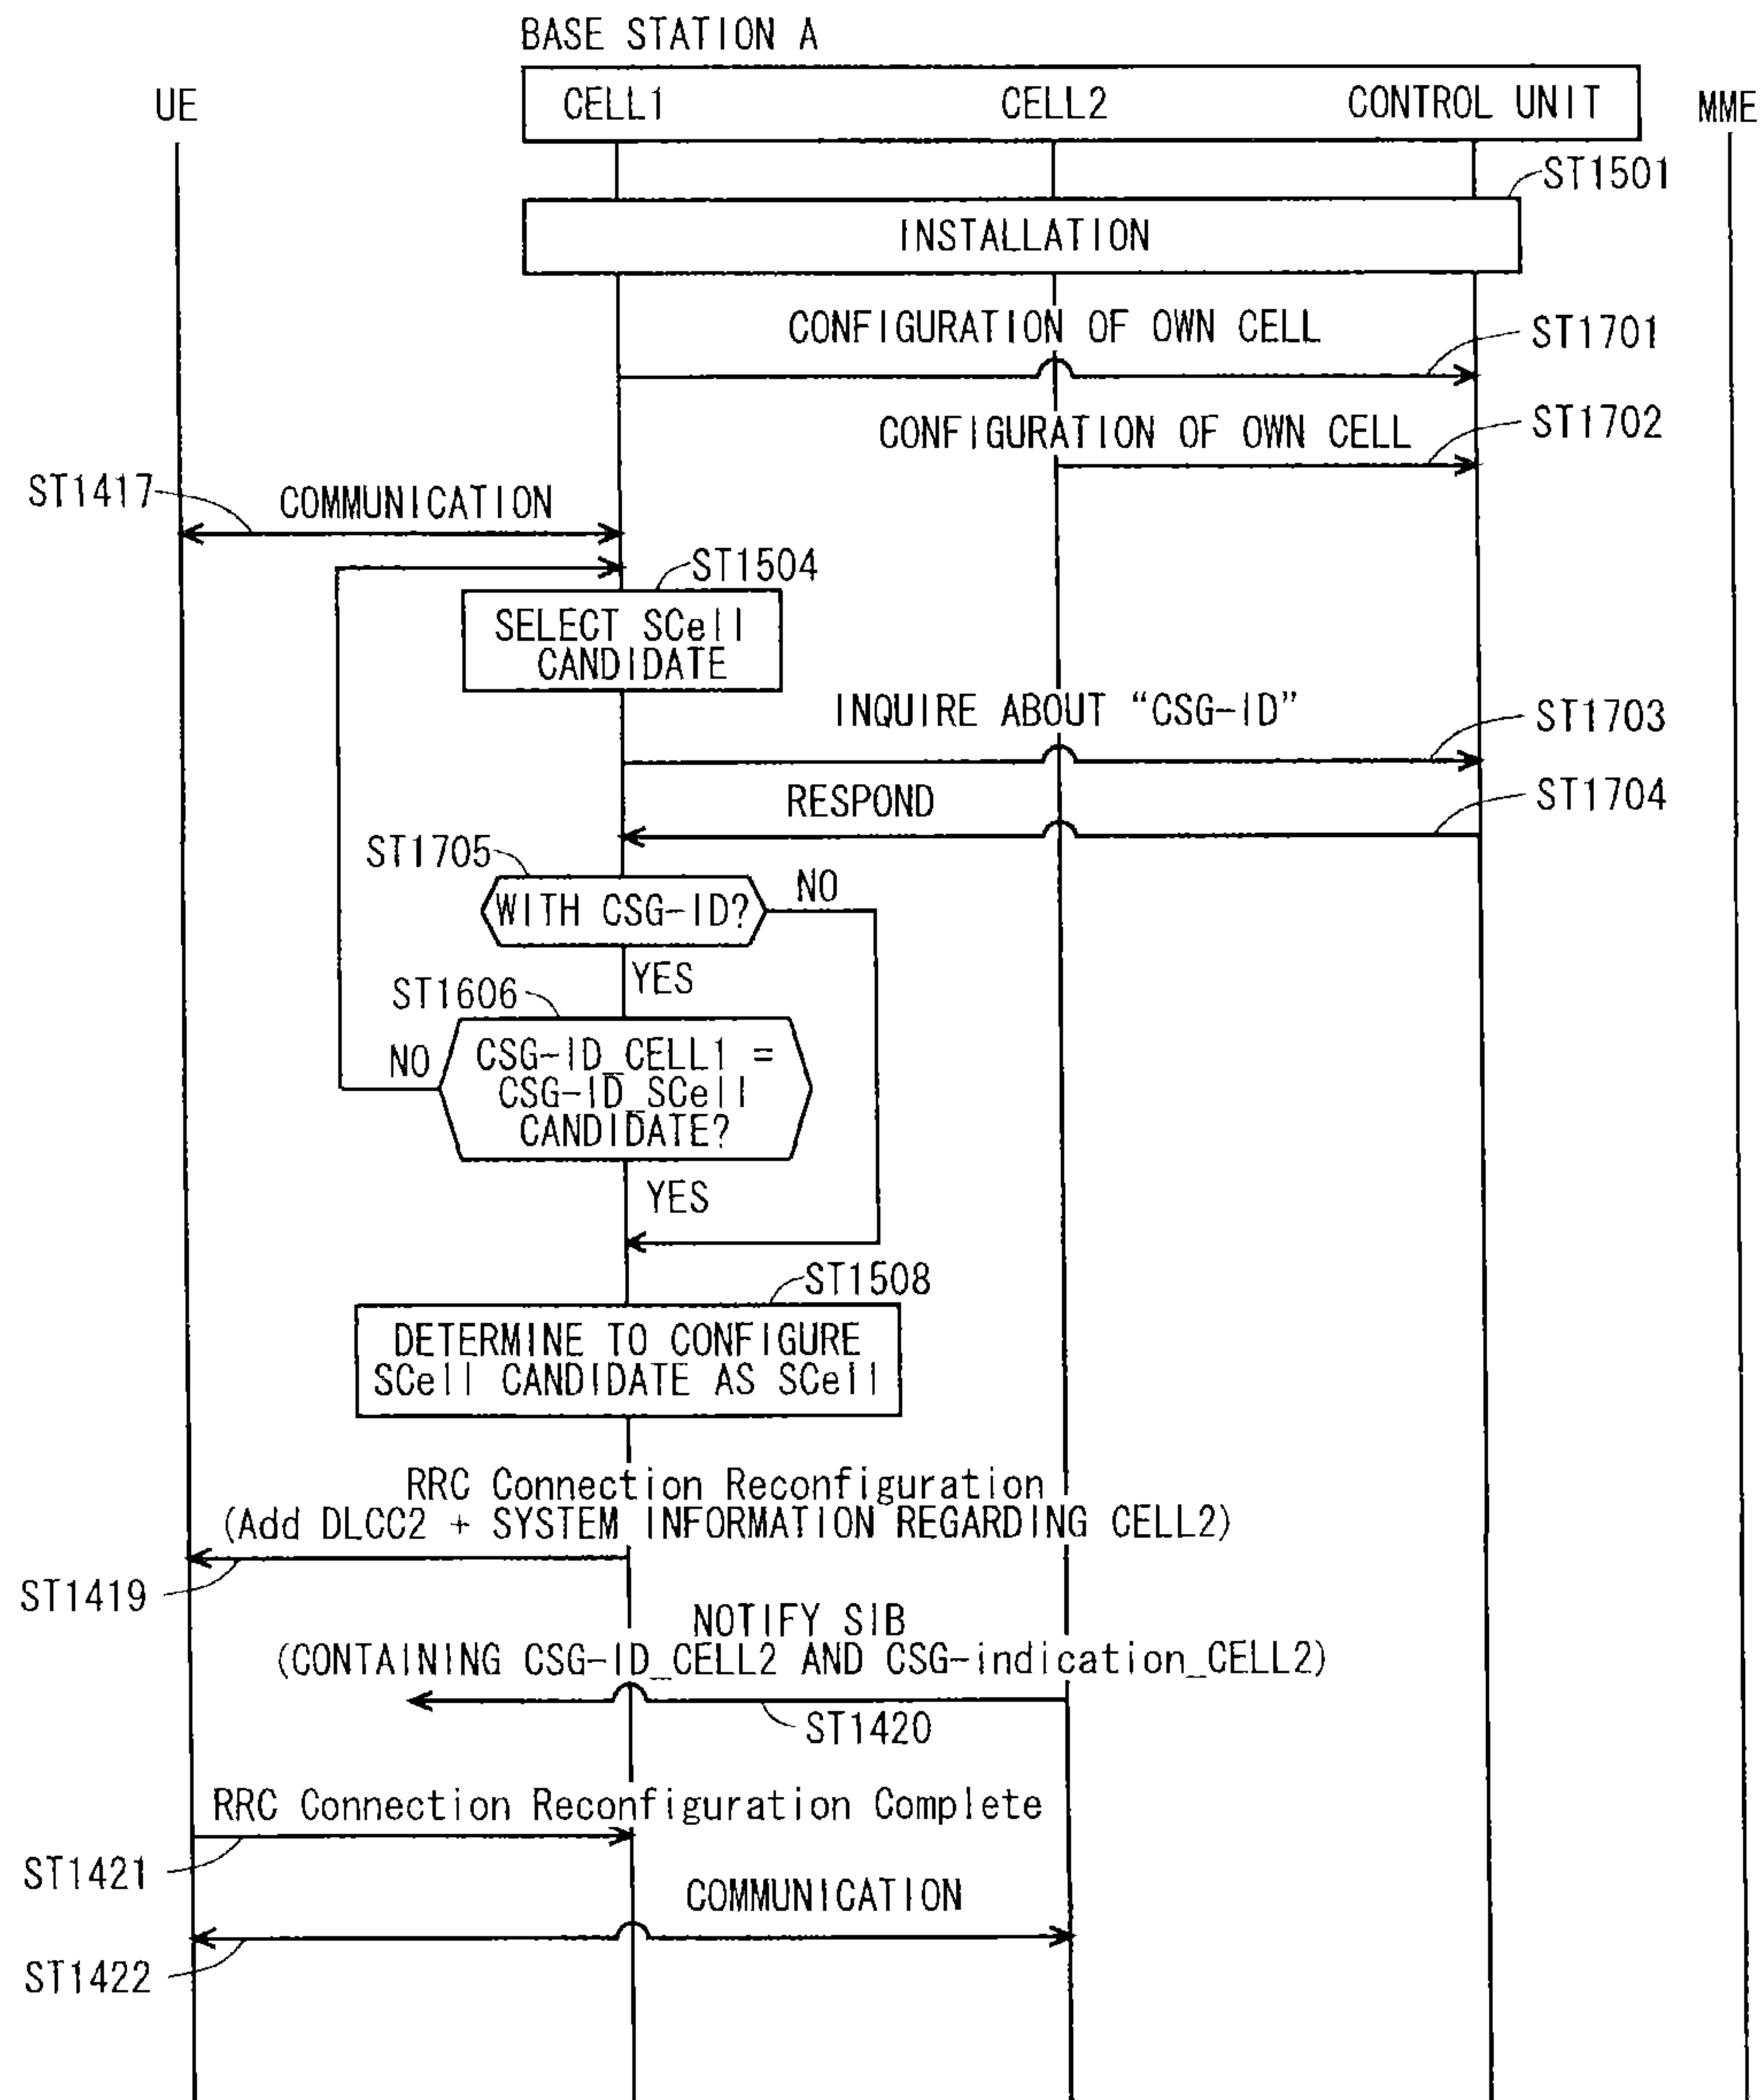 BASE STATION A
UE
CELL1
CELL2
CONTROL UNIT
MME
ST1501
INSTALLATION
CONFIGURATION OF OWN CELL
ST1701
CONFIGURATION OF OWN CELL
ST1702
ST1417
COMMUNICATION
ST1504
SELECT SCell
CANDIDATE
INQUIRE ABOUT “CSG-ID”
ST1703
RESPOND
ST1704
ST1705
WITH CSG-ID?
NO
YES
ST1606
NO
CSG-ID_CELL1 =
CSG-ID_SCell
CANDIDATE?
YES
ST1508
DETERMINE TO CONFIGURE
SCell CANDIDATE AS SCell
RRC Connection Reconfiguration
(Add DLCC2 + SYSTEM INFORMATION REGARDING CELL2)
ST1419
NOTIFY SIB
(CONTAINING CSG-ID_CELL2 AND CSG-indication_CELL2)
ST1420
RRC Connection Reconfiguration Complete
ST1421
COMMUNICATION
ST1422